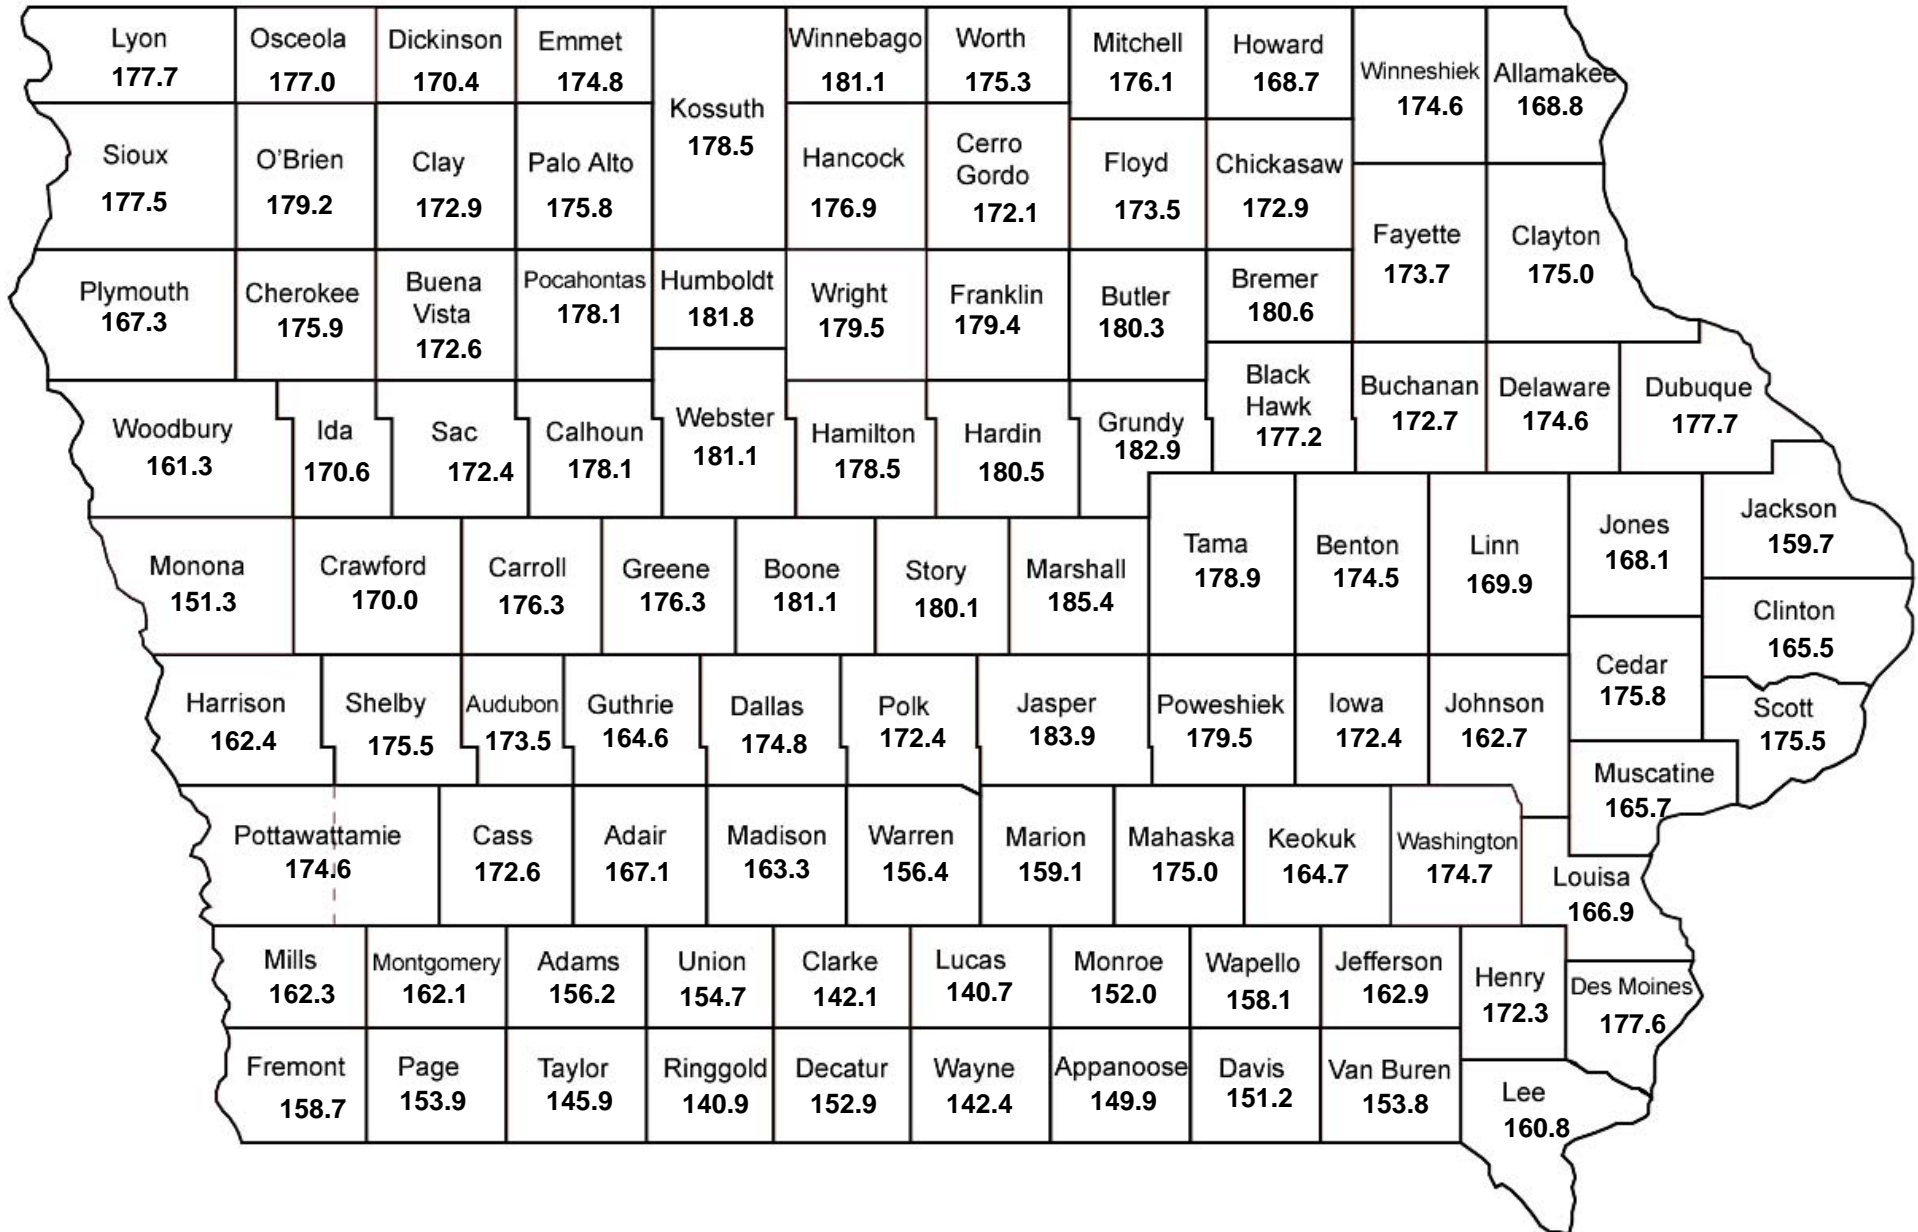 Lyon
177.7
Osceola
177.0
Dickinson
170.4
Emmet
174.8
Kossuth
178.5
Winnebago
181.1
Worth
175.3
Mitchell
176.1
Howard
168.7
Winneshiek
174.6
Allamakee
168.8
Sioux
177.5
O'Brien
179.2
Clay
172.9
Palo Alto
175.8
Hancock
176.9
Cerro
Gordo
172.1
Floyd
173.5
Chickasaw
172.9
Fayette
173.7
Clayton
175.0
Plymouth
167.3
Cherokee
175.9
Buena
Vista
172.6
Pocahontas
178.1
Humboldt
181.8
Wright
179.5
Franklin
179.4
Butler
180.3
Bremer
180.6
Woodbury
161.3
Ida
170.6
Sac
172.4
Calhoun
178.1
Webster
181.1
Hamilton
178.5
Hardin
180.5
Grundy
182.9
Black
Hawk
177.2
Buchanan
172.7
Delaware
174.6
Dubuque
177.7
Monona
151.3
Crawford
170.0
Carroll
176.3
Greene
176.3
Boone
181.1
Story
180.1
Marshall
185.4
Tama
178.9
Benton
174.5
Linn
169.9
Jones
168.1
Jackson
159.7
Clinton
165.5
Harrison
162.4
Shelby
175.5
Audubon
173.5
Guthrie
164.6
Dallas
174.8
Polk
172.4
Jasper
183.9
Poweshiek
179.5
Iowa
172.4
Johnson
162.7
Cedar
175.8
Scott
175.5
Muscatine
165.7
Pottawattamie
174.6
Cass
172.6
Adair
167.1
Madison
163.3
Warren
156.4
Marion
159.1
Mahaska
175.0
Keokuk
164.7
Washington
174.7
Louisa
166.9
Mills
162.3
Montgomery
162.1
Adams
156.2
Union
154.7
Clarke
142.1
Lucas
140.7
Monroe
152.0
Wapello
158.1
Jefferson
162.9
Henry
172.3
Des Moines
177.6
Fremont
158.7
Page
153.9
Taylor
145.9
Ringgold
140.9
Decatur
152.9
Wayne
142.4
Appanoose
149.9
Davis
151.2
Van Buren
153.8
Lee
160.8